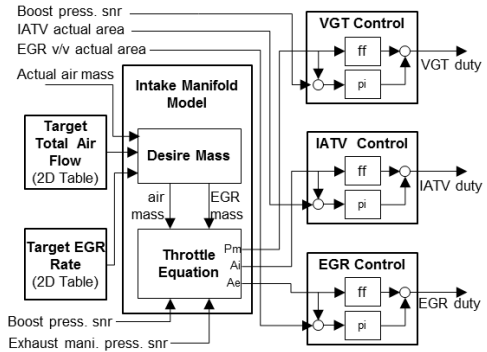 Boost press. snr
IATV actual area
EGR v/v actual area
Actual air mass
Target
Total Air
Flow
(2D Table)
Target EGR
Rate
(2D Table)
Intake Manifold
Model
Desire Mass
air
mass
EGR
mass
Throttle
Equation
Pm
Ai
Ae
Boost press. snr
Exhaust mani. press. snr
VGT Control
ff
pi
VGT duty
IATV Control
ff
pi
IATV duty
EGR Control
ff
pi
EGR duty